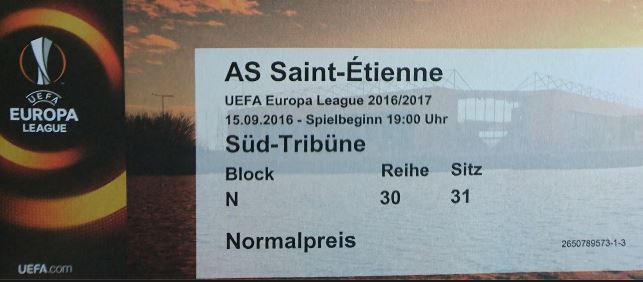 UEFA
EUROPA
LEAGUE
AS Saint-Étienne
UEFA Europa League 2016/2017
15.09.2016 - Spielbeginn 19:00 Uhr
Süd-Tribüne
Block Reihe Sitz
N 30 31
Normalpreis
2650789573-1-3
UEFA.com